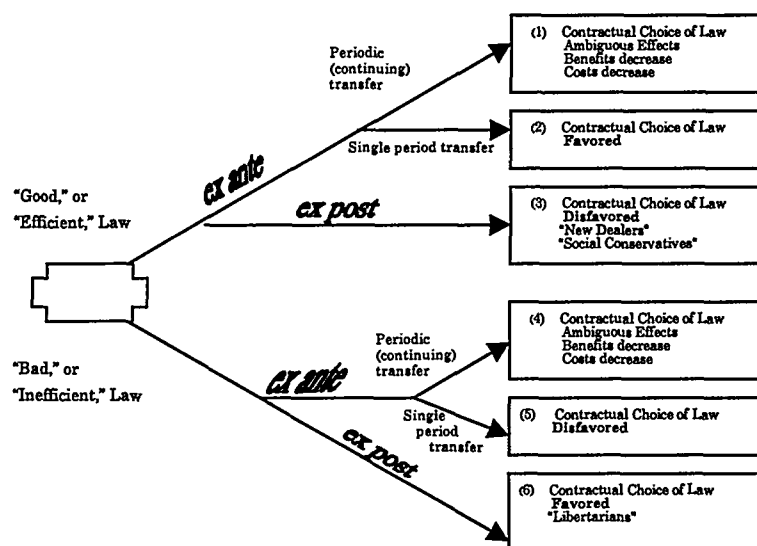 (1) Contractual Choice of Law
Ambiguous Effects
Benefits decrease
Costs decrease
Periodic
(continuing)
transfer
(2) Contractual Choice of Law
Favored
Single period transfer
ex ante
"Good," or
"Efficient," Law
ex post
(3) Contractual Choice of Law
Disfavored
"New Dealers"
"Social Conservatives"
(4) Contractual Choice of Law
Ambiguous Effects
Benefits decrease
Costs decrease
Periodic
(continuing)
transfer
"Bad," or
"Inefficient," Law
ex ante
Single
period
transfer
(5) Contractual Choice of Law
Disfavored
ex post
(6) Contractual Choice of Law
Favored
"Libertarians"